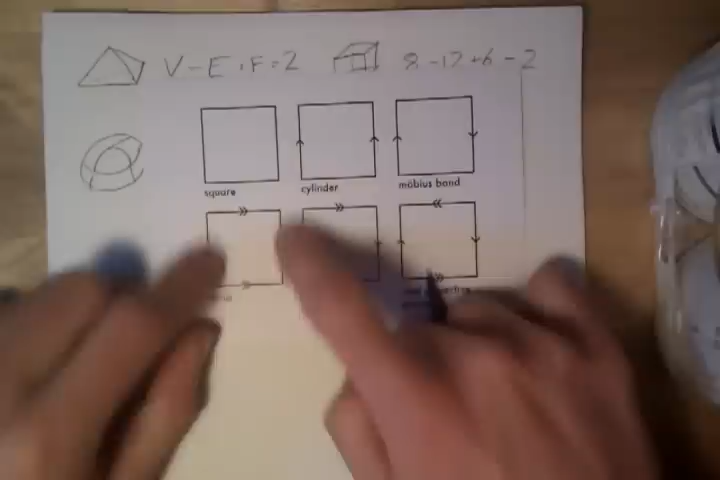 V - E + F = 2 8 - 12 + 6 = 2
square cylinder möbius band